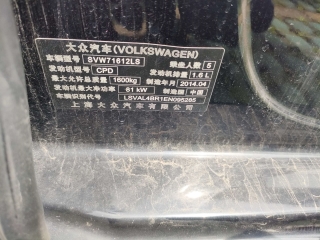 大众汽车(VOLKSWAGEN)
车辆型号 SVW71612LS 乘坐人数 5
发动机型号 CPD 发动机排量 1.6 L
最大允许总质量 1600kg 制造年月 2014.04
发动机最大净功率 81 kW 制造国 中国
车辆识别代号 LSVAL49R1EN095285
上海大众汽车有限公司